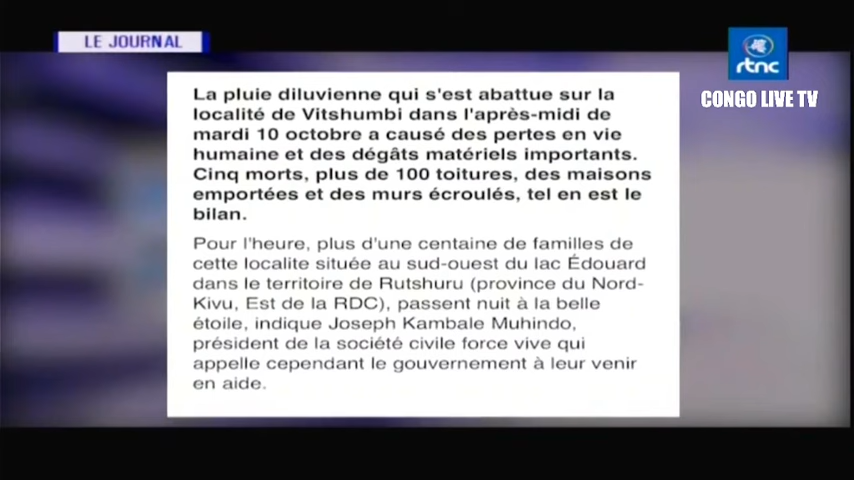 LE JOURNAL
rtnc
CONGO LIVE TV
La pluie diluvienne qui s'est abattue sur la
localité de Vitshumbi dans l'après-midi de
mardi 10 octobre a causé des pertes en vie
humaine et des dégâts matériels importants.
Cinq morts, plus de 100 toitures, des maisons
emportées et des murs écroulés, tel en est le
bilan.
Pour l'heure, plus d'une centaine de familles de
cette localite située au sud-ouest du lac Édouard
dans le territoire de Rutshuru (province du Nord-
Kivu, Est de la RDC), passent nuit à la belle
étoile, indique Joseph Kambale Muhindo,
président de la société civile force vive qui
appelle cependant le gouvernement à leur venir
en aide.